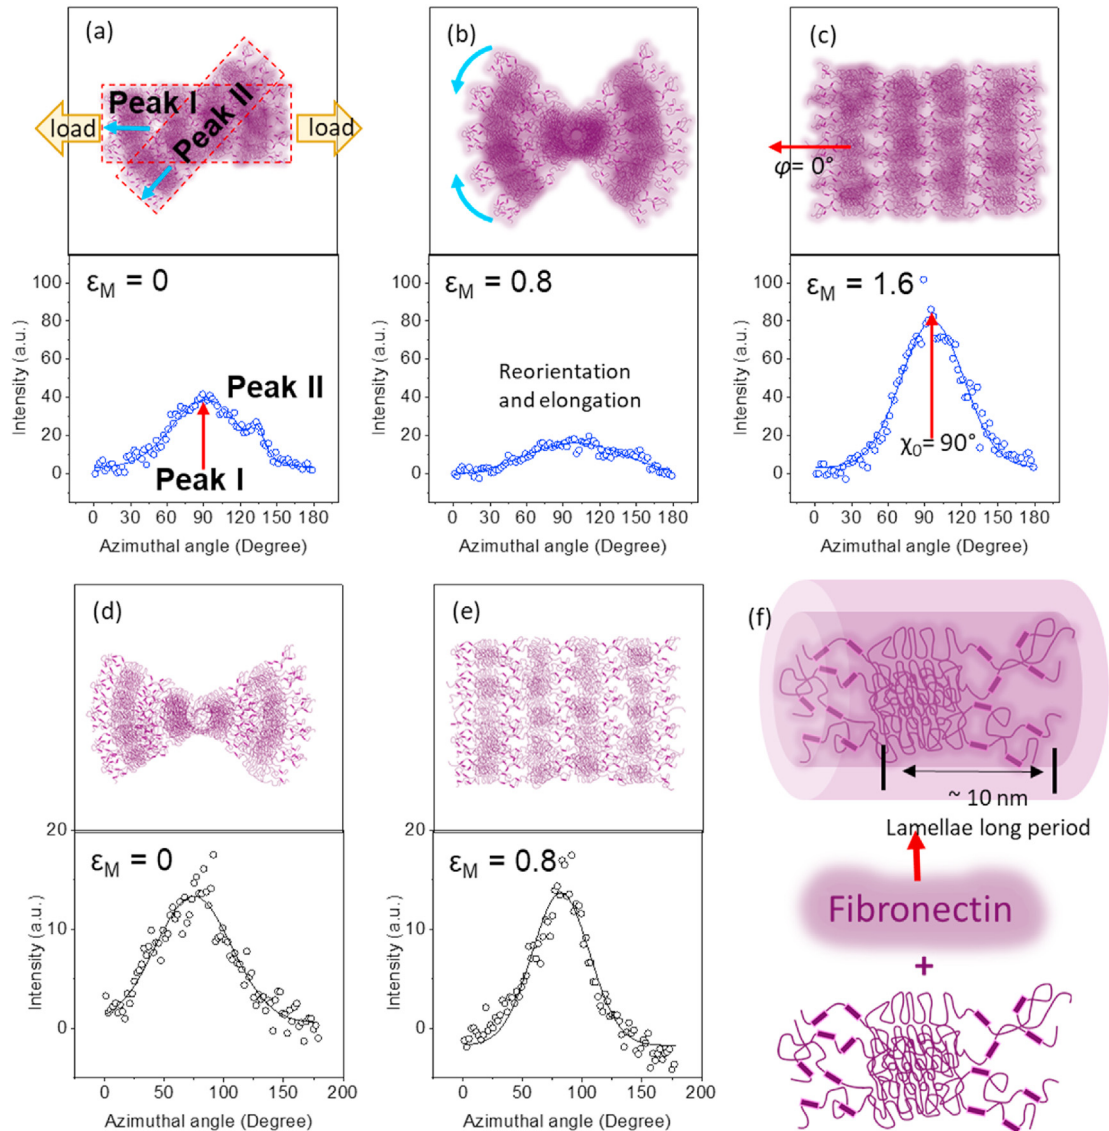 (a)
Peak I
Peak II
load
load
(b)
(c)
φ= 0°
εM = 0
100
80
60
40
20
0
Intensity (a.u.)
Peak II
Peak I
0 30 60 90 120 150 180
Azimuthal angle (Degree)
εM = 0.8
100
80
60
40
20
0
Intensity (a.u.)
Reorientation
and elongation
0 30 60 90 120 150 180
Azimuthal angle (Degree)
εM = 1.6
100
80
60
40
20
0
Intensity (a.u.)
χ0= 90°
0 30 60 90 120 150 180
Azimuthal angle (Degree)
(d)
(e)
(f)
εM = 0
20
10
0
Intensity (a.u.)
0 50 100 150 200
Azimuthal angle (Degree)
εM = 0.8
20
10
0
Intensity (a.u.)
0 50 100 150 200
Azimuthal angle (Degree)
~ 10 nm
Lamellae long period
Fibronectin
+